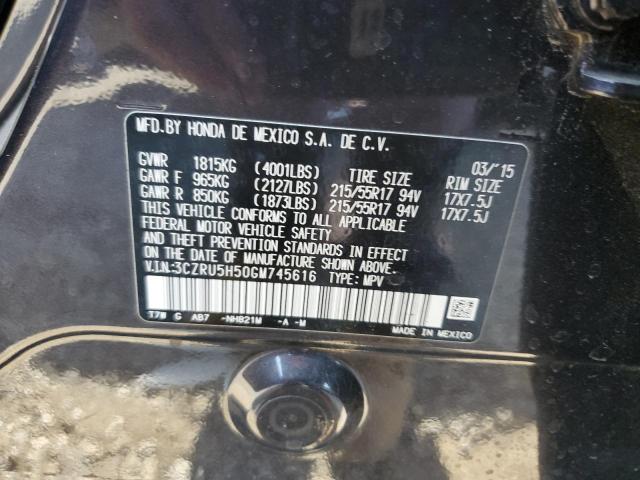 MFD.BY HONDA DE MEXICO S.A. DE C.V.
03/'15
GVWR 1815KG (4001LBS) TIRE SIZE RIM SIZE
GAWR F 965KG (2127LBS) 215/55R17 94V 17X7.5J
GAWR R 850KG (1873LBS) 215/55R17 94V 17X7.5J
THIS VEHICLE CONFORMS TO ALL APPLICABLE
FEDERAL MOTOR VEHICLE SAFETY
AND THEFT PREVENTION STANDARDS IN EFFECT
ON THE DATE OF MANUFACTURE SHOWN ABOVE.
V.I.N:3CZRU5H50GM745616 TYPE: MPV
T7W G AB7 -NH821M -A -M
MADE IN MEXICO